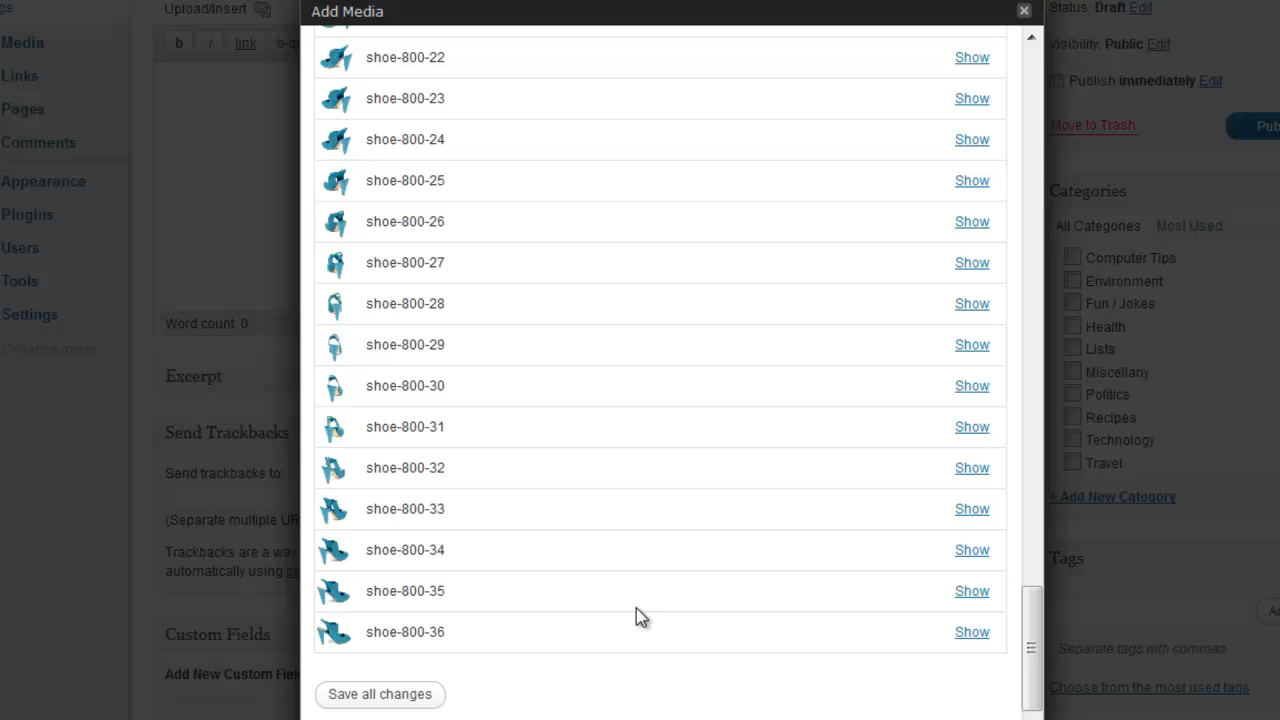 gs
Media
Links
Pages
Comments
Appearance
Plugins
Users
Tools
Settings
Upload/Insert
b i link b-qu
Word count: 0
Excerpt
Send Trackbacks
Send trackbacks to:
(Separate multiple UR
Trackbacks are a wa
automatically using
Custom Fields
Add New Custom Fiel
Add Media
shoe-800-22 Show
shoe-800-23 Show
shoe-800-24 Show
shoe-800-25 Show
shoe-800-26 Show
shoe-800-27 Show
shoe-800-28 Show
shoe-800-29 Show
shoe-800-30 Show
shoe-800-31 Show
shoe-800-32 Show
shoe-800-33 Show
shoe-800-34 Show
shoe-800-35 Show
shoe-800-36 Show
Save all changes
Status: Draft Edit
Visibility: Public Edit
Publish immediately Edit
Move to Trash
Pub
Categories
All Categories Most Used
Computer Tips
Environment
Fun / Jokes
Health
Lists
Miscellany
Politics
Recipes
Technology
Travel
+ Add New Category
Tags
Separate tags with commas
Choose from the most used tags